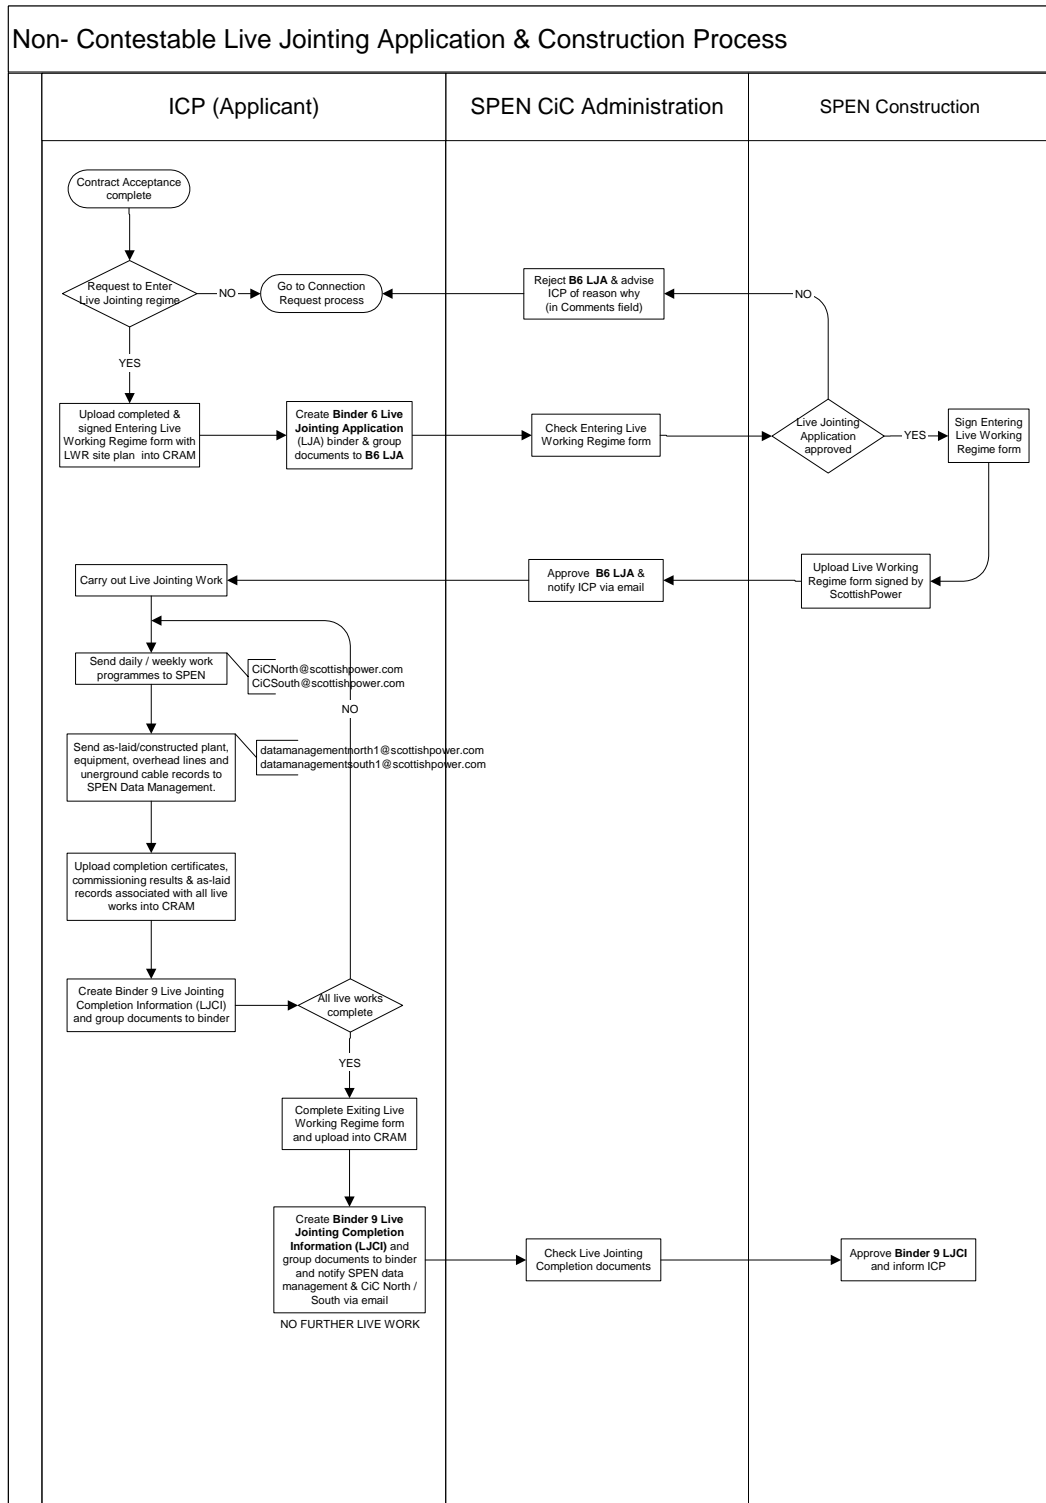 Non- Contestable Live Jointing Application & Construction Process
ICP (Applicant)
SPEN CiC Administration
SPEN Construction
Contract Acceptance
complete
Request to Enter
Live Jointing regime
NO
Go to Connection
Request process
Reject B6 LJA & advise
ICP of reason why
(in Comments field)
NO
YES
Upload completed &
signed Entering Live
Working Regime form with
LWR site plan into CRAM
Create Binder 6 Live
Jointing Application
(LJA) binder & group
documents to B6 LJA
Check Entering Live
Working Regime form
Live Jointing
Application
approved
YES
Sign Entering
Live Working
Regime form
Carry out Live Jointing Work
Approve B6 LJA &
notify ICP via email
Upload Live Working
Regime form signed by
ScottishPower
Send daily / weekly work
programmes to SPEN
CiCNorth@scottishpower.com
CiCSouth@scottishpower.com
NO
Send as-laid/constructed plant,
equipment, overhead lines and
unerground cable records to
SPEN Data Management.
datamanagementnorth1@scottishpower.com
datamanagementsouth1@scottishpower.com
Upload completion certificates,
commissioning results & as-laid
records associated with all live
works into CRAM
Create Binder 9 Live Jointing
Completion Information (LJCI)
and group documents to binder
All live works
complete
YES
Complete Exiting Live
Working Regime form
and upload into CRAM
Create Binder 9 Live
Jointing Completion
Information (LJCI) and
group documents to binder
and notify SPEN data
management & CiC North /
South via email
NO FURTHER LIVE WORK
Check Live Jointing
Completion documents
Approve Binder 9 LJCI
and inform ICP